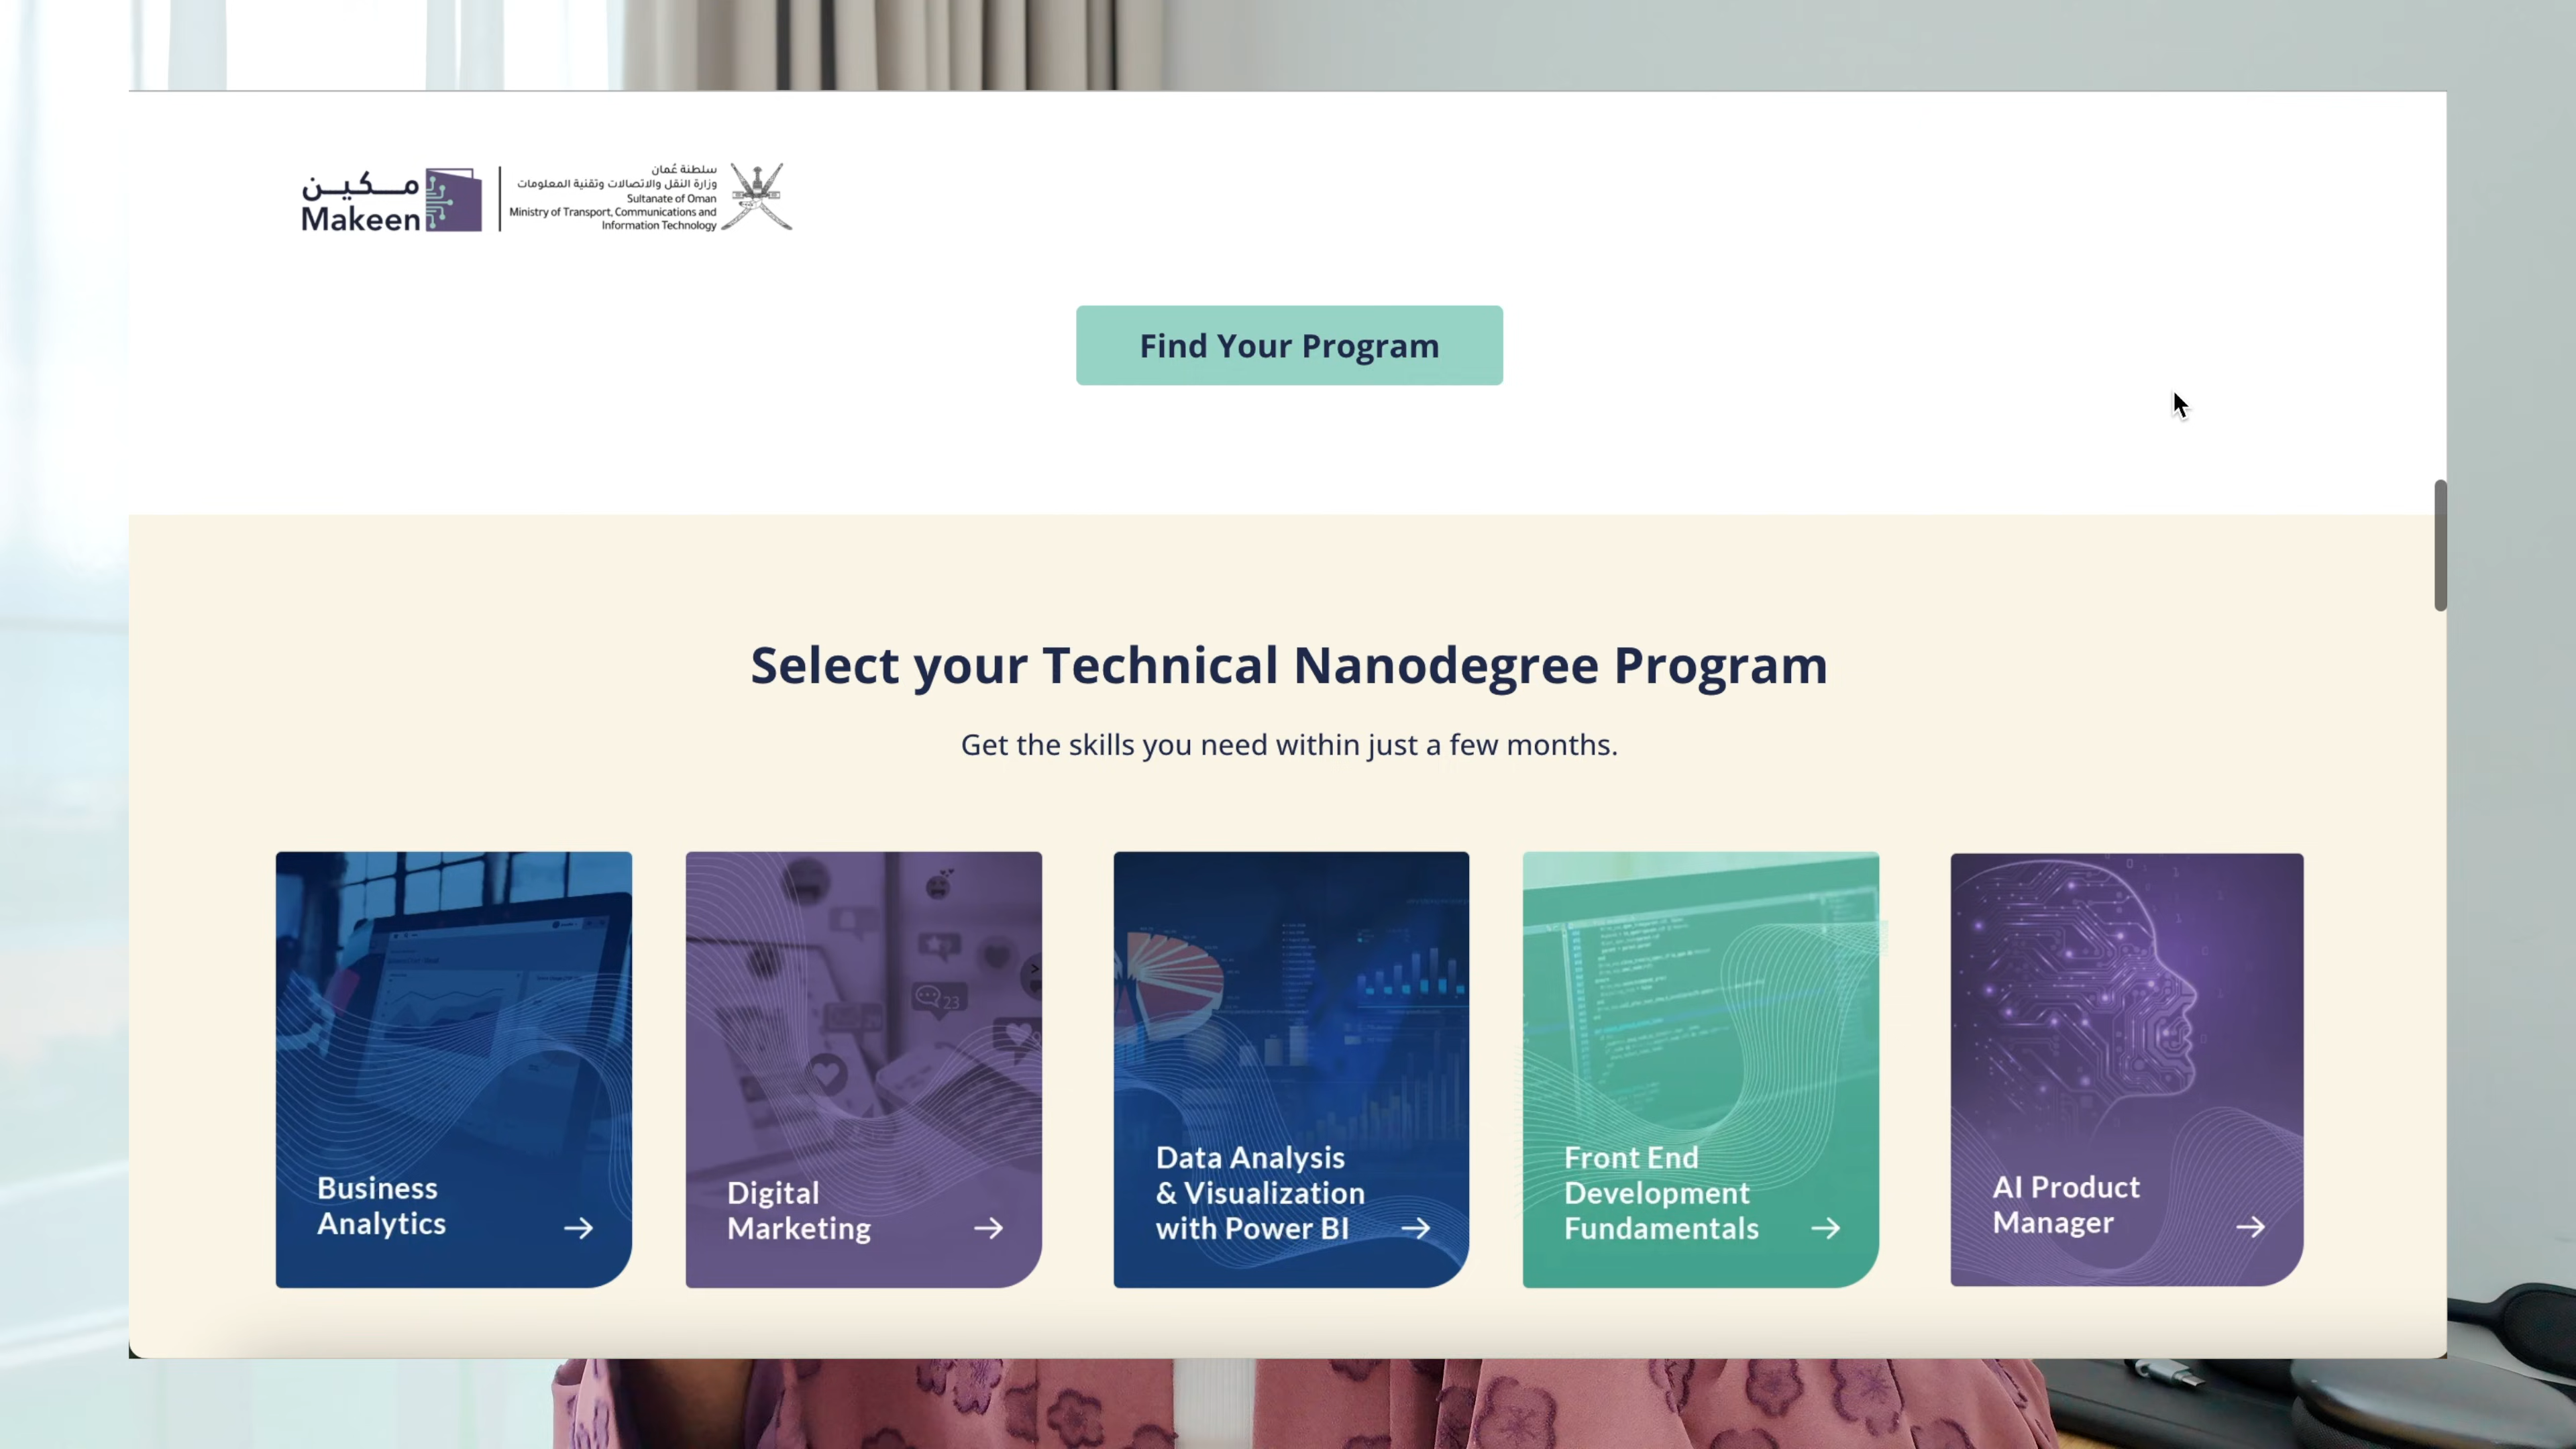 مكين
Makeen
سلطنة عُمان
وزارة النقل والاتصالات وتقنية المعلومات
Sultanate of Oman
Ministry of Transport, Communications and
Information Technology
Find Your Program
Select your Technical Nanodegree Program
Get the skills you need within just a few months.
Business
Analytics
23
Digital
Marketing
Data Analysis
& Visualization
with Power BI
Front End
Development
Fundamentals
AI Product
Manager